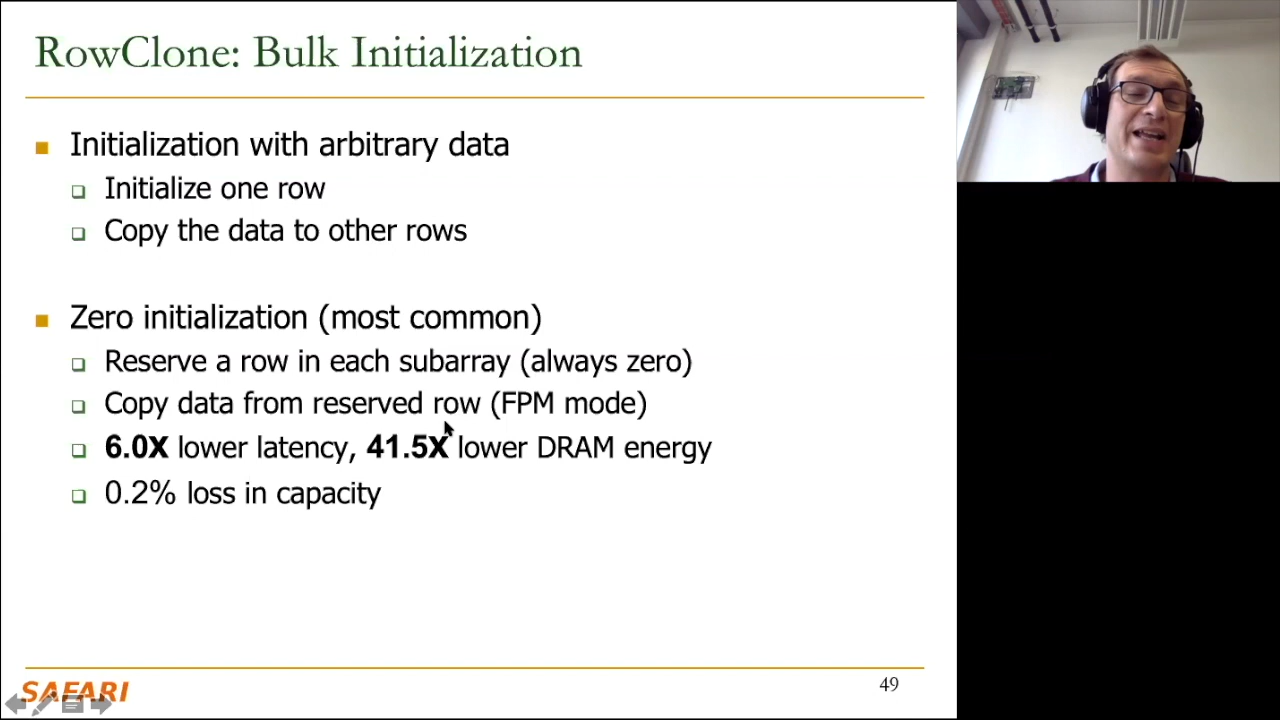 RowClone: Bulk Initialization
Initialization with arbitrary data
Initialize one row
Copy the data to other rows
Zero initialization (most common)
Reserve a row in each subarray (always zero)
Copy data from reserved row (FPM mode)
6.0X lower latency, 41.5X lower DRAM energy
0.2% loss in capacity
SAFARI
49